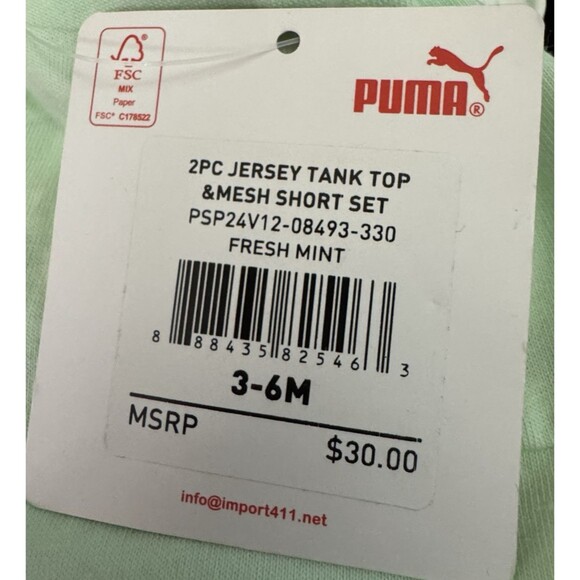 FSC
MIX
Paper
FSC® C178522
PUMA®
2PC JERSEY TANK TOP
&MESH SHORT SET
PSP24V12-08493-330
FRESH MINT
8 88435 82546 3
3-6M
MSRP $30.00
info@import411.net